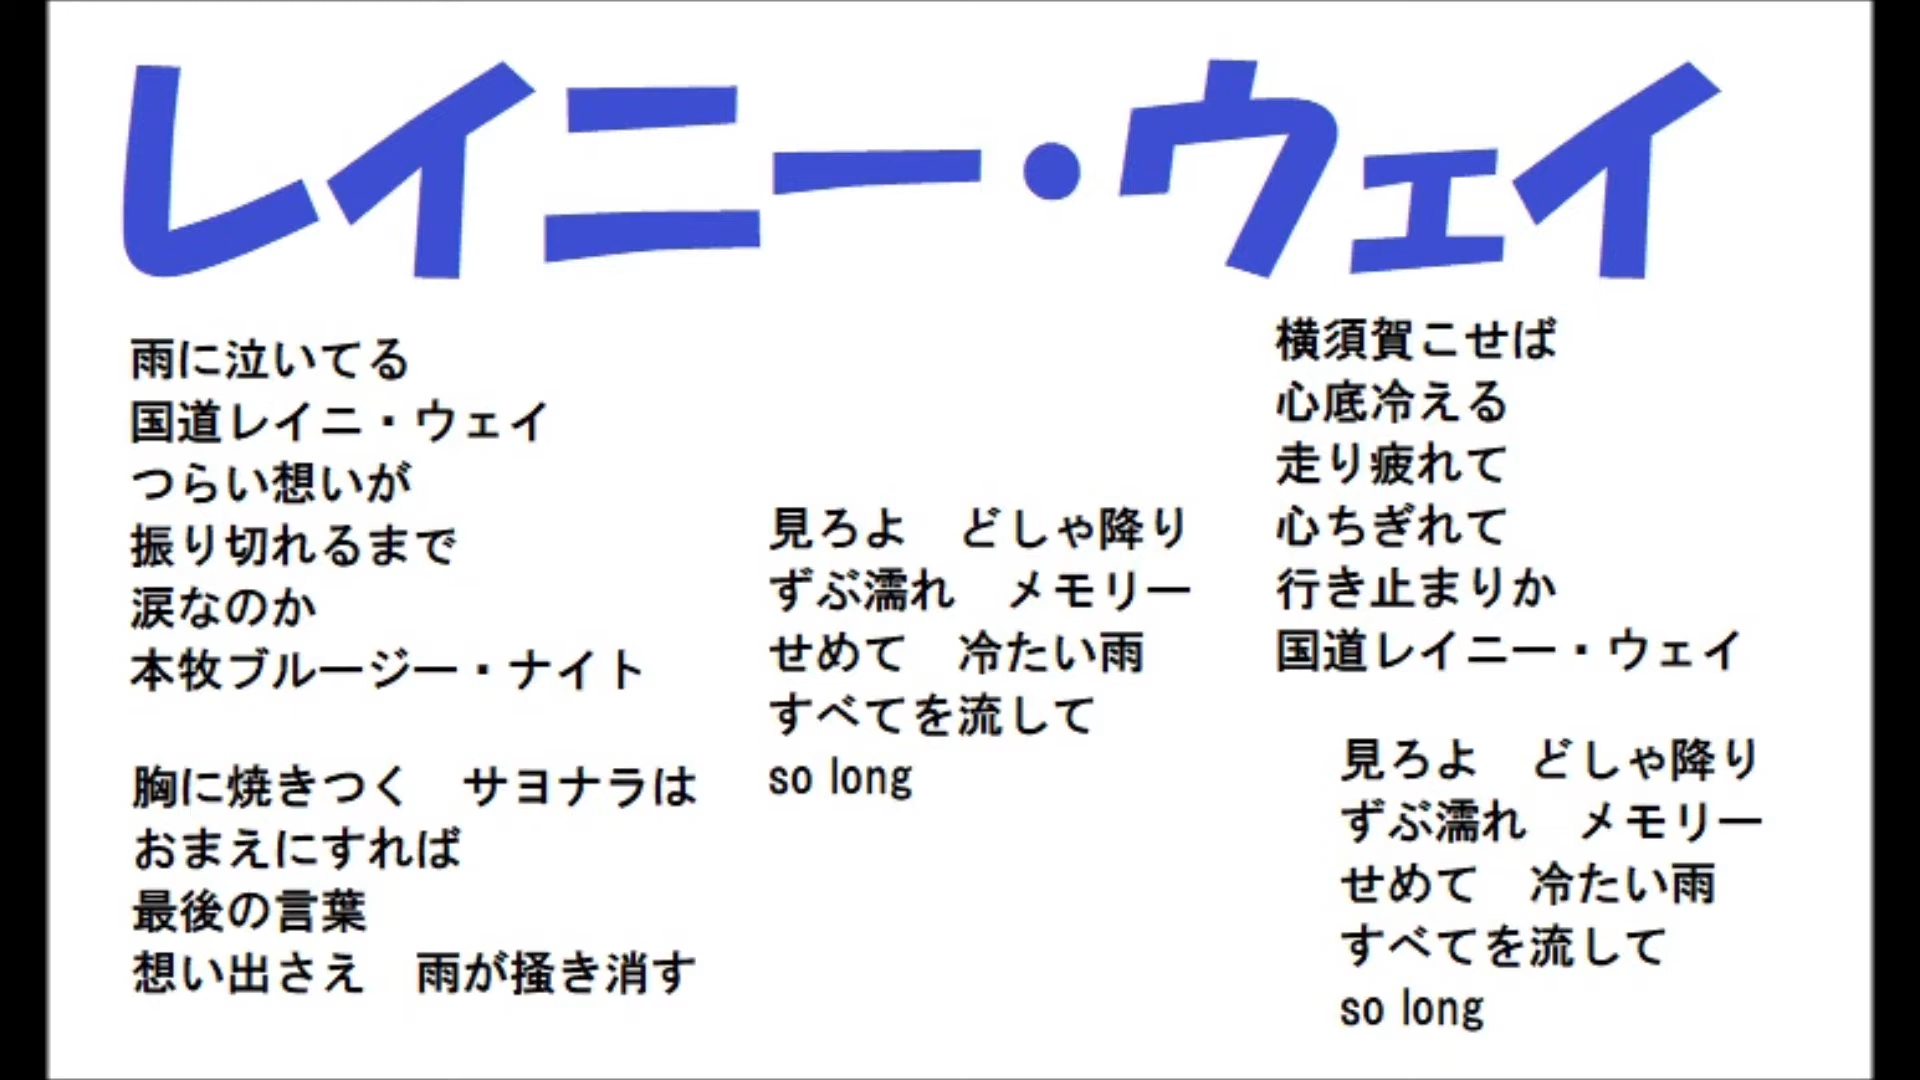 レイニー・ウェイ
雨に泣いてる
国道レイニ・ウェイ
つらい想いが
振り切れるまで
涙なのか
本牧ブルージー・ナイト
胸に焼きつく　サヨナラは
おまえにすれば
最後の言葉
想い出さえ　雨が掻き消す
見ろよ　どしゃ降り
ずぶ濡れ　メモリー
せめて　冷たい雨
すべてを流して
so long
横須賀こせば
心底冷える
走り疲れて
心ちぎれて
行き止まりか
国道レイニー・ウェイ
見ろよ　どしゃ降り
ずぶ濡れ　メモリー
せめて　冷たい雨
すべてを流して
so long